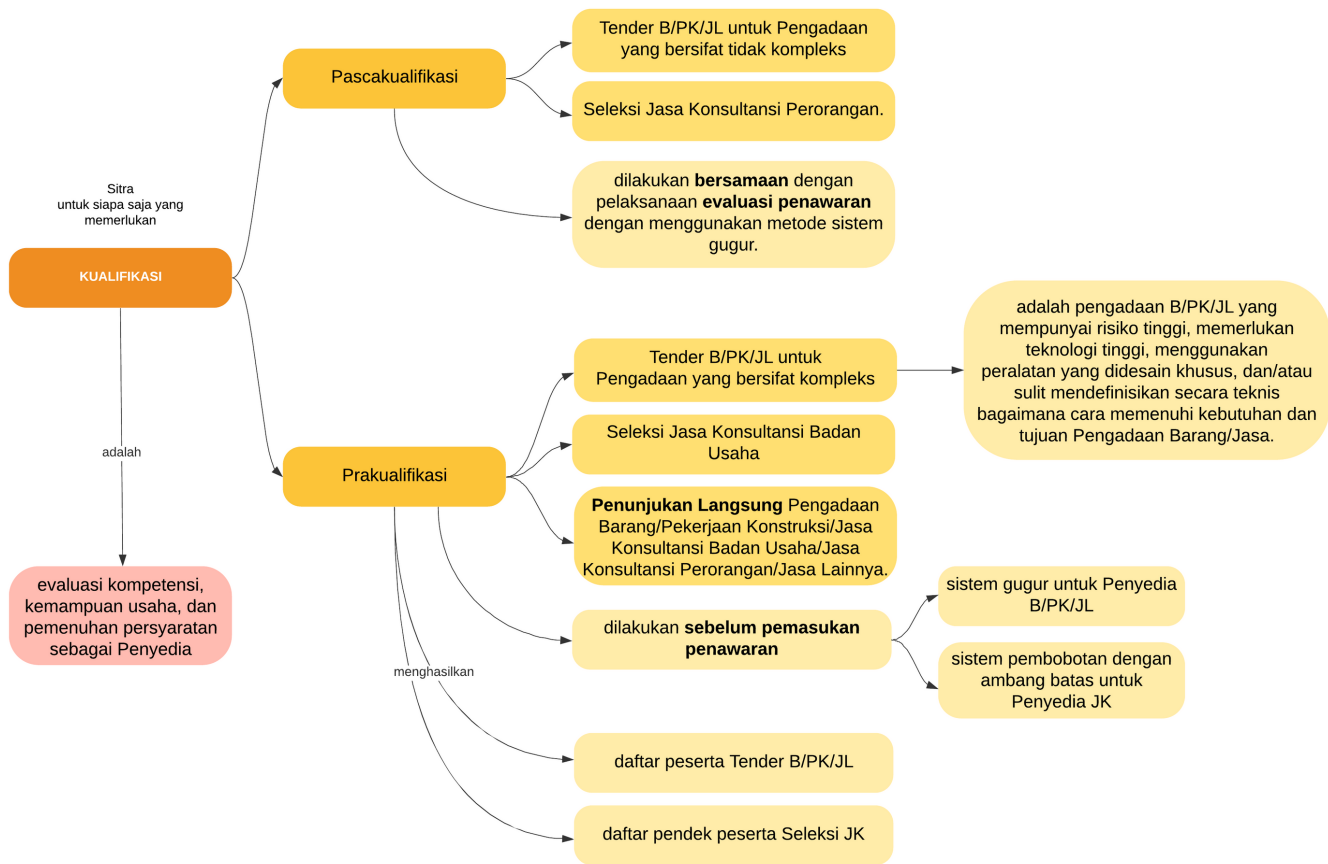 Sitra
untuk siapa saja yang
memerlukan
KUALIFIKASI
adalah
evaluasi kompetensi,
kemampuan usaha, dan
pemenuhan persyaratan
sebagai Penyedia
Pascakualifikasi
Tender B/PK/JL untuk Pengadaan
yang bersifat tidak kompleks
Seleksi Jasa Konsultansi Perorangan.
dilakukan bersamaan dengan
pelaksanaan evaluasi penawaran
dengan menggunakan metode sistem
gugur.
Prakualifikasi
Tender B/PK/JL untuk
Pengadaan yang bersifat kompleks
adalah pengadaan B/PK/JL yang
mempunyai risiko tinggi, memerlukan
teknologi tinggi, menggunakan
peralatan yang didesain khusus, dan/atau
sulit mendefinisikan secara teknis
bagaimana cara memenuhi kebutuhan dan
tujuan Pengadaan Barang/Jasa.
Seleksi Jasa Konsultansi Badan
Usaha
Penunjukan Langsung Pengadaan
Barang/Pekerjaan Konstruksi/Jasa
Konsultansi Badan Usaha/Jasa
Konsultansi Perorangan/Jasa Lainnya.
dilakukan sebelum pemasukan
penawaran
sistem gugur untuk Penyedia
B/PK/JL
sistem pembobotan dengan
ambang batas untuk
Penyedia JK
menghasilkan
daftar peserta Tender B/PK/JL
daftar pendek peserta Seleksi JK